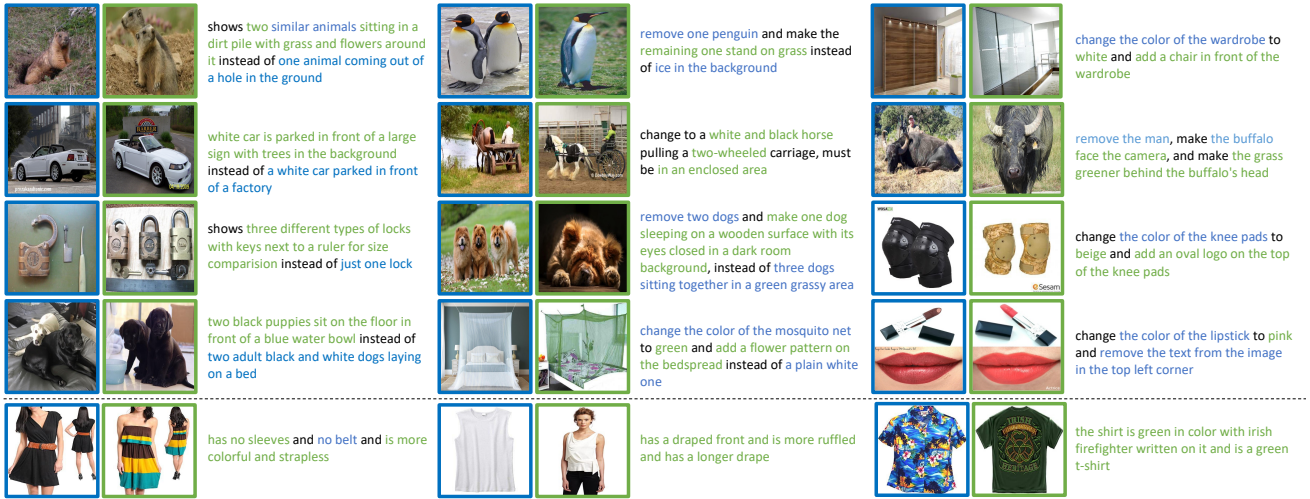 shows two similar animals sitting in a
dirt pile with grass and flowers around
it instead of one animal coming out of
a hole in the ground
remove one penguin and make the
remaining one stand on grass instead
of ice in the background
change the color of the wardrobe to
white and add a chair in front of the
wardrobe
white car is parked in front of a large
sign with trees in the background
instead of a white car parked in front
of a factory
change to a white and black horse
pulling a two-wheeled carriage, must
be in an enclosed area
remove the man, make the buffalo
face the camera, and make the grass
greener behind the buffalo's head
shows three different types of locks
with keys next to a ruler for size
comparision instead of just one lock
remove two dogs and make one dog
sleeping on a wooden surface with its
eyes closed in a dark room
background, instead of three dogs
sitting together in a green grassy area
change the color of the knee pads to
beige and add an oval logo on the top
of the knee pads
Sesam
two black puppies sit on the floor in
front of a blue water bowl instead of
two adult black and white dogs laying
on a bed
change the color of the mosquito net
to green and add a flower pattern on
the bedspread instead of a plain white
one
change the color of the lipstick to pink
and remove the text from the image
in the top left corner
has no sleeves and no belt and is more
colorful and strapless
has a draped front and is more ruffled
and has a longer drape
IRISH
HERITAGE
the shirt is green in color with irish
firefighter written on it and is a green
t-shirt